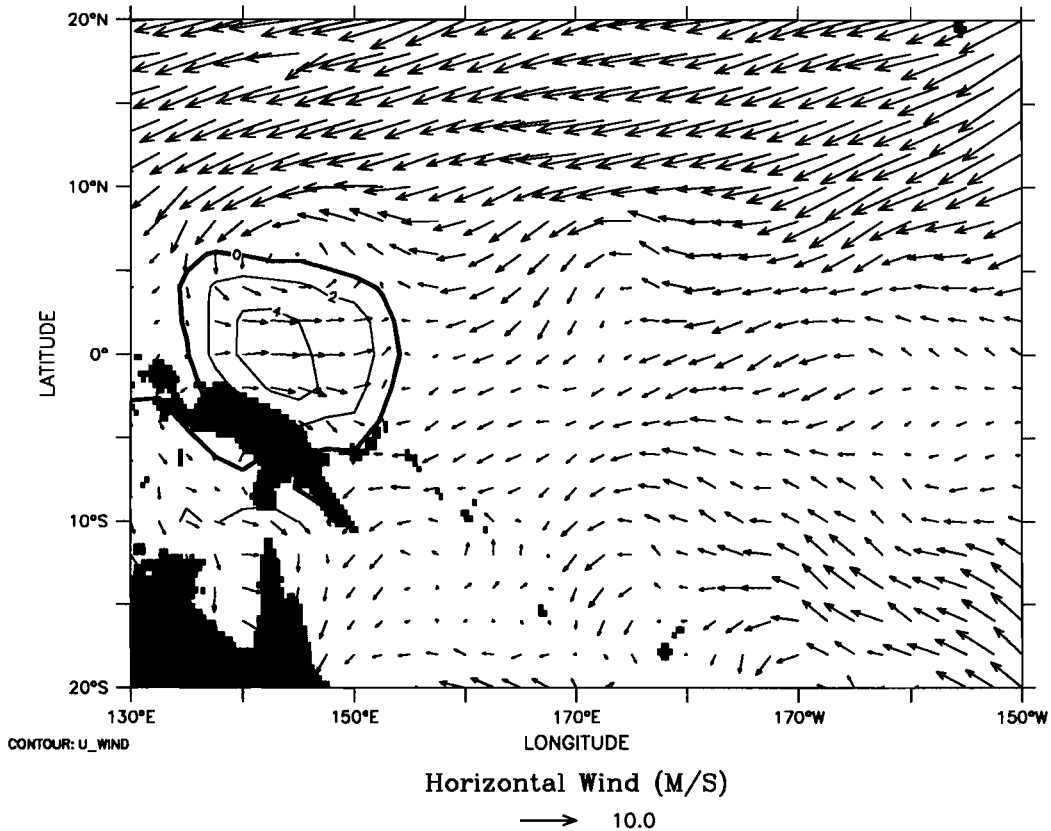 20°N
10°N
0°
10°S
20°S
LATITUDE
0
2
4
130°E 150°E 170°E 170°W 150°W
CONTOUR: U_WIND
LONGITUDE
Horizontal Wind (M/S)
10.0